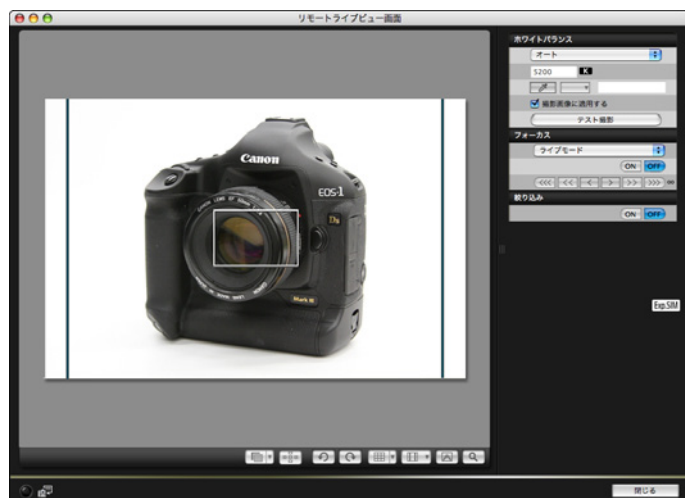 リモートライブビュー画面
ホワイトバランス
オート
5200 K
撮影画像に適用する
テスト撮影
フォーカス
ライブモード
ON OFF
<<< << < > >> >>> ∞
絞り込み
ON OFF
Canon
EOS-1
Ds
Mark III
Exp.SIM
閉じる